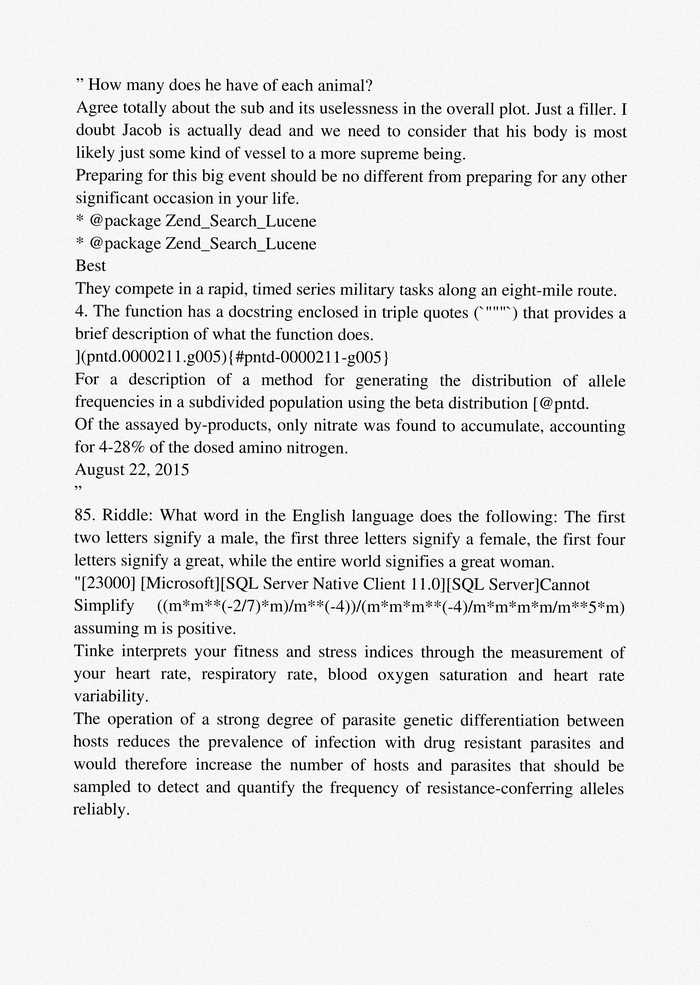 ” How many does he have of each animal?
Agree totally about the sub and its uselessness in the overall plot. Just a filler. I
doubt Jacob is actually dead and we need to consider that his body is most
likely just some kind of vessel to a more supreme being.
Preparing for this big event should be no different from preparing for any other
significant occasion in your life.
* @package Zend_Search_Lucene
* @package Zend_Search_Lucene
Best
They compete in a rapid, timed series military tasks along an eight-mile route.
4. The function has a docstring enclosed in triple quotes (`"""`) that provides a
brief description of what the function does.
](pntd.0000211.g005){#pntd-0000211-g005}
For a description of a method for generating the distribution of allele
frequencies in a subdivided population using the beta distribution [@pntd.
Of the assayed by-products, only nitrate was found to accumulate, accounting
for 4-28% of the dosed amino nitrogen.
August 22, 2015
”
85. Riddle: What word in the English language does the following: The first
two letters signify a male, the first three letters signify a female, the first four
letters signify a great, while the entire world signifies a great woman.
"[23000] [Microsoft][SQL Server Native Client 11.0][SQL Server]Cannot
Simplify ((m*m**(-2/7)*m)/m**(-4))/(m*m*m**(-4)/m*m*m*m/m**5*m)
assuming m is positive.
Tinke interprets your fitness and stress indices through the measurement of
your heart rate, respiratory rate, blood oxygen saturation and heart rate
variability.
The operation of a strong degree of parasite genetic differentiation between
hosts reduces the prevalence of infection with drug resistant parasites and
would therefore increase the number of hosts and parasites that should be
sampled to detect and quantify the frequency of resistance-conferring alleles
reliably.